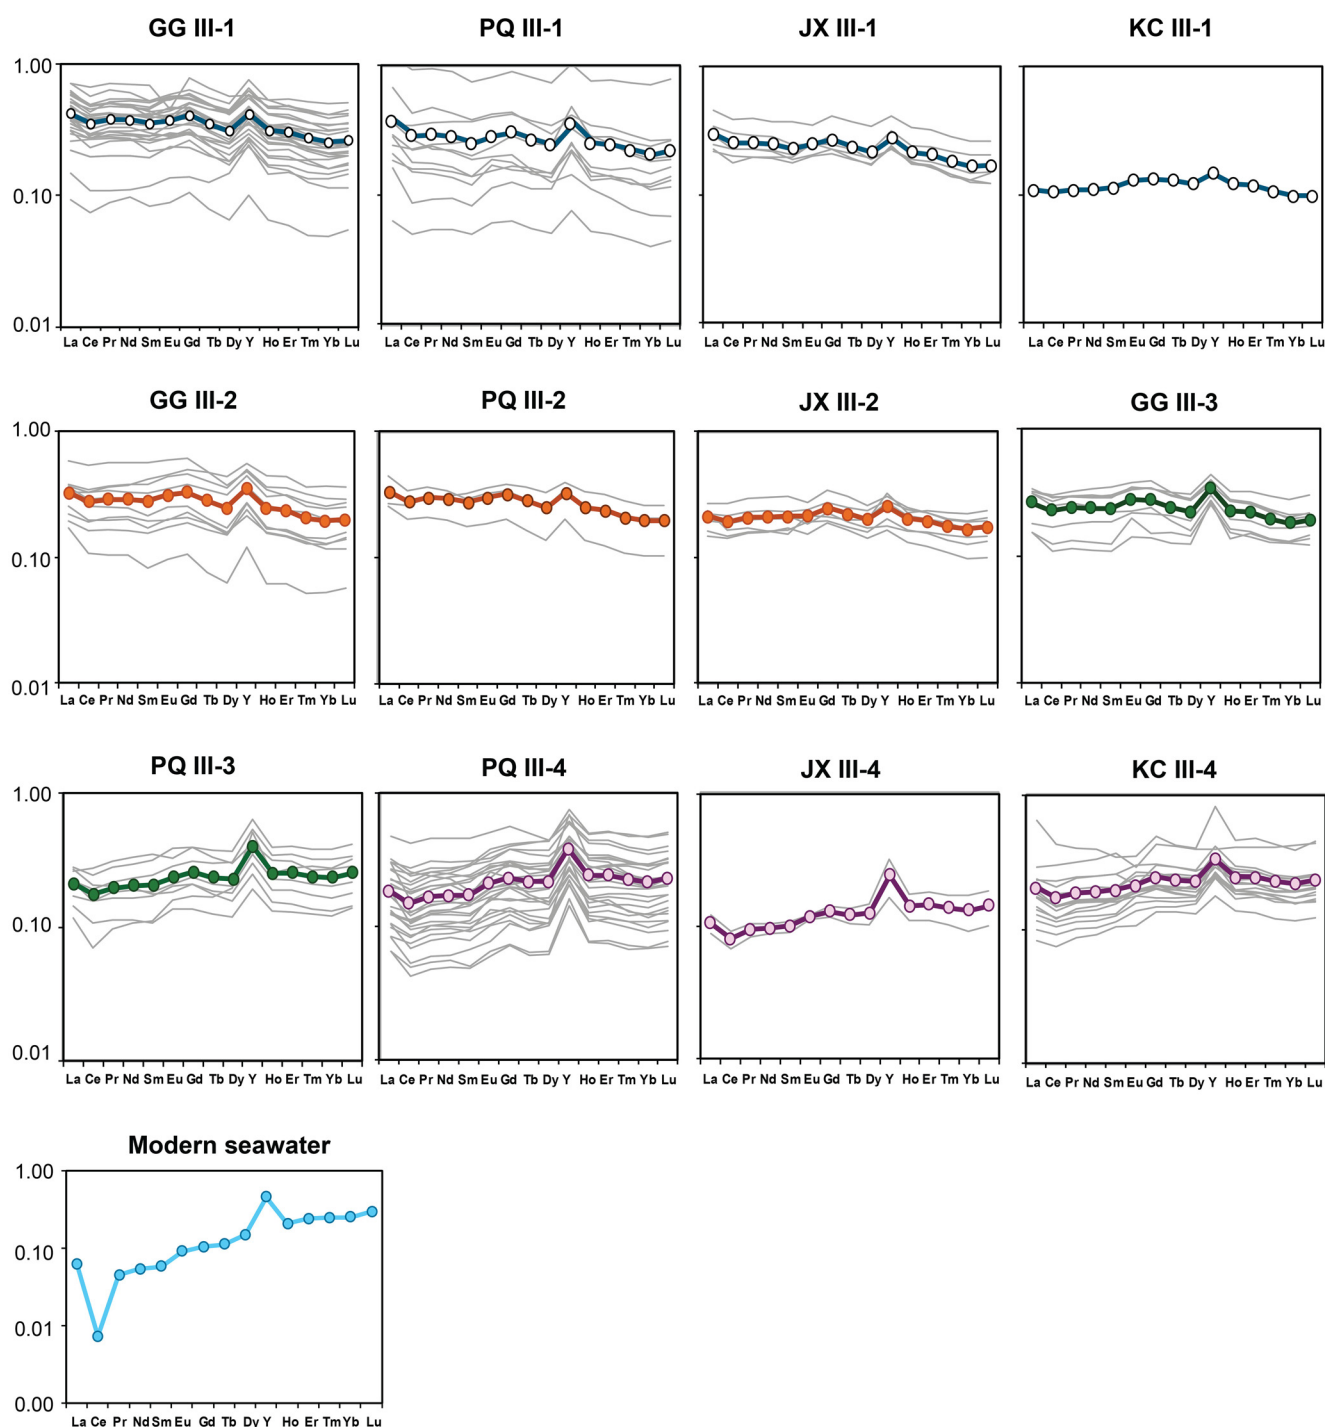 GG III-1 PQ III-1 JX III-1 KC III-1
1.00
0.10
0.01
La Ce Pr Nd Sm Eu Gd Tb Dy Y Ho Er Tm Yb Lu La Ce Pr Nd Sm Eu Gd Tb Dy Y Ho Er Tm Yb Lu La Ce Pr Nd Sm Eu Gd Tb Dy Y Ho Er Tm Yb Lu La Ce Pr Nd Sm Eu Gd Tb Dy Y Ho Er Tm Yb Lu
GG III-2 PQ III-2 JX III-2 GG III-3
1.00
0.10
0.01
La Ce Pr Nd Sm Eu Gd Tb Dy Y Ho Er Tm Yb Lu La Ce Pr Nd Sm Eu Gd Tb Dy Y Ho Er Tm Yb Lu La Ce Pr Nd Sm Eu Gd Tb Dy Y Ho Er Tm Yb Lu La Ce Pr Nd Sm Eu Gd Tb Dy Y Ho Er Tm Yb Lu
PQ III-3 PQ III-4 JX III-4 KC III-4
1.00
0.10
0.01
La Ce Pr Nd Sm Eu Gd Tb Dy Y Ho Er Tm Yb Lu La Ce Pr Nd Sm Eu Gd Tb Dy Y Ho Er Tm Yb Lu La Ce Pr Nd Sm Eu Gd Tb Dy Y Ho Er Tm Yb Lu La Ce Pr Nd Sm Eu Gd Tb Dy Y Ho Er Tm Yb Lu
Modern seawater
1.00
0.10
0.01
0.00
La Ce Pr Nd Sm Eu Gd Tb Dy Y Ho Er Tm Yb Lu